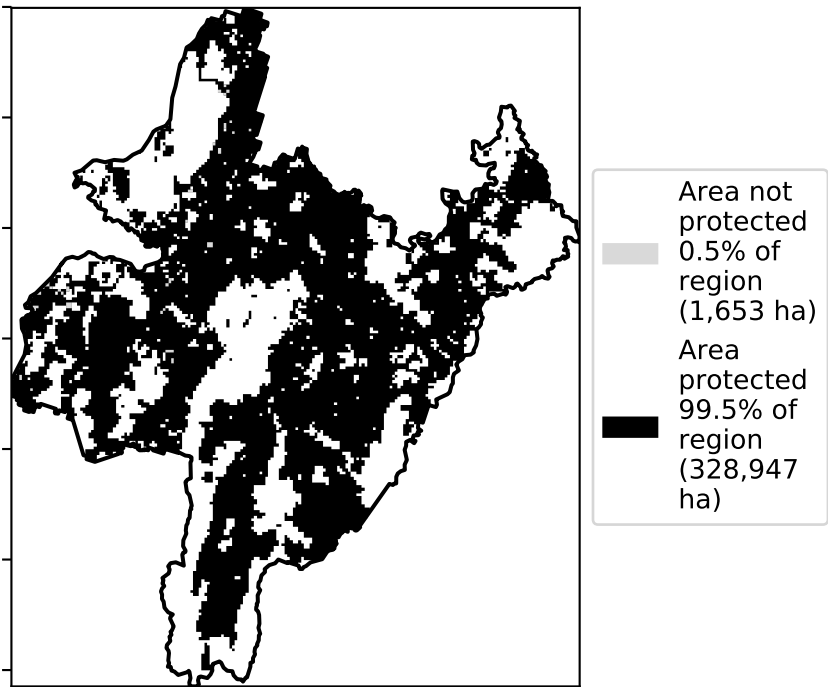 Area not
protected
0.5% of
region
(1,653 ha)
Area
protected
99.5% of
region
(328,947
ha)